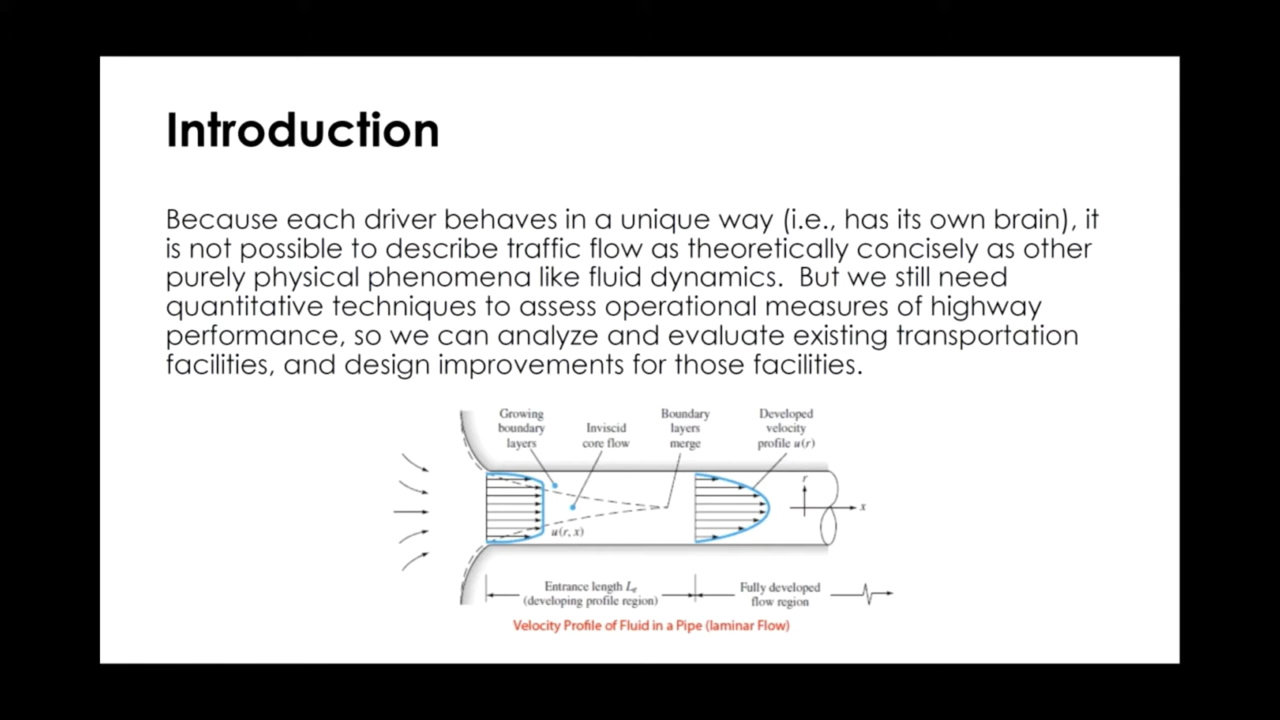 Introduction
Because each driver behaves in a unique way (i.e., has its own brain), it
is not possible to describe traffic flow as theoretically concisely as other
purely physical phenomena like fluid dynamics.  But we still need
quantitative techniques to assess operational measures of highway
performance, so we can analyze and evaluate existing transportation
facilities, and design improvements for those facilities.
Growing
boundary
layers
Inviscid
core flow
Boundary
layers
merge
Developed
velocity
profile u(r)
r
x
u(r, x)
Entrance length Le
(developing profile region)
Fully developed
flow region
Velocity Profile of Fluid in a Pipe (laminar Flow)